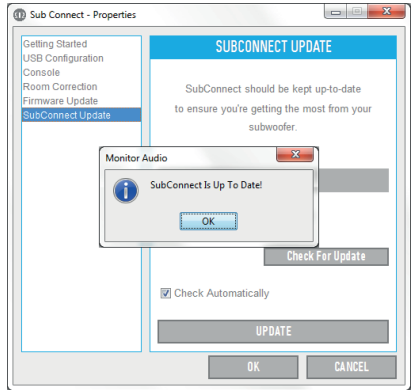 Sub Connect - Properties
Getting Started
USB Configuration
Console
Room Correction
Firmware Update
SubConnect Update
SUBCONNECT UPDATE
SubConnect should be kept up-to-date
to ensure you're getting the most from your
subwoofer.
Monitor Audio
SubConnect Is Up To Date!
OK
Check For Update
Check Automatically
UPDATE
OK
CANCEL